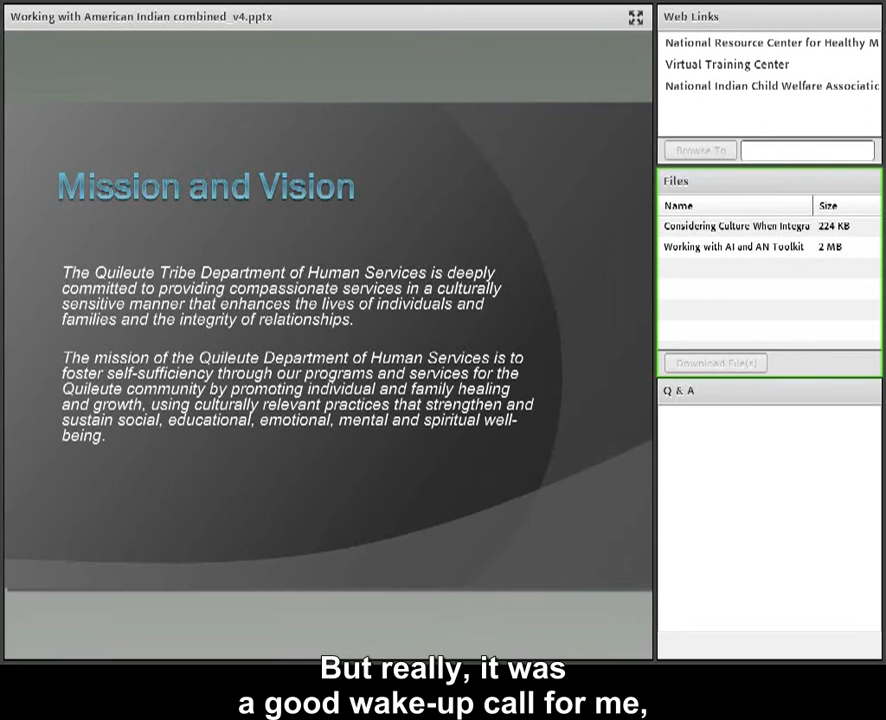 Working with American Indian combined_v4.pptx
Mission and Vision
The Quileute Tribe Department of Human Services is deeply
committed to providing compassionate services in a culturally
sensitive manner that enhances the lives of individuals and
families and the integrity of relationships.
The mission of the Quileute Department of Human Services is to
foster self-sufficiency through our programs and services for the
Quileute community by promoting individual and family healing
and growth, using culturally relevant practices that strengthen and
sustain social, educational, emotional, mental and spiritual well-
being.
Web Links
National Resource Center for Healthy M
Virtual Training Center
National Indian Child Welfare Associatic
Browse To
Files
Name Size
Considering Culture When Integra 224 KB
Working with AI and AN Toolkit 2 MB
Download File(s)
Q & A
But really, it was
a good wake-up call for me,